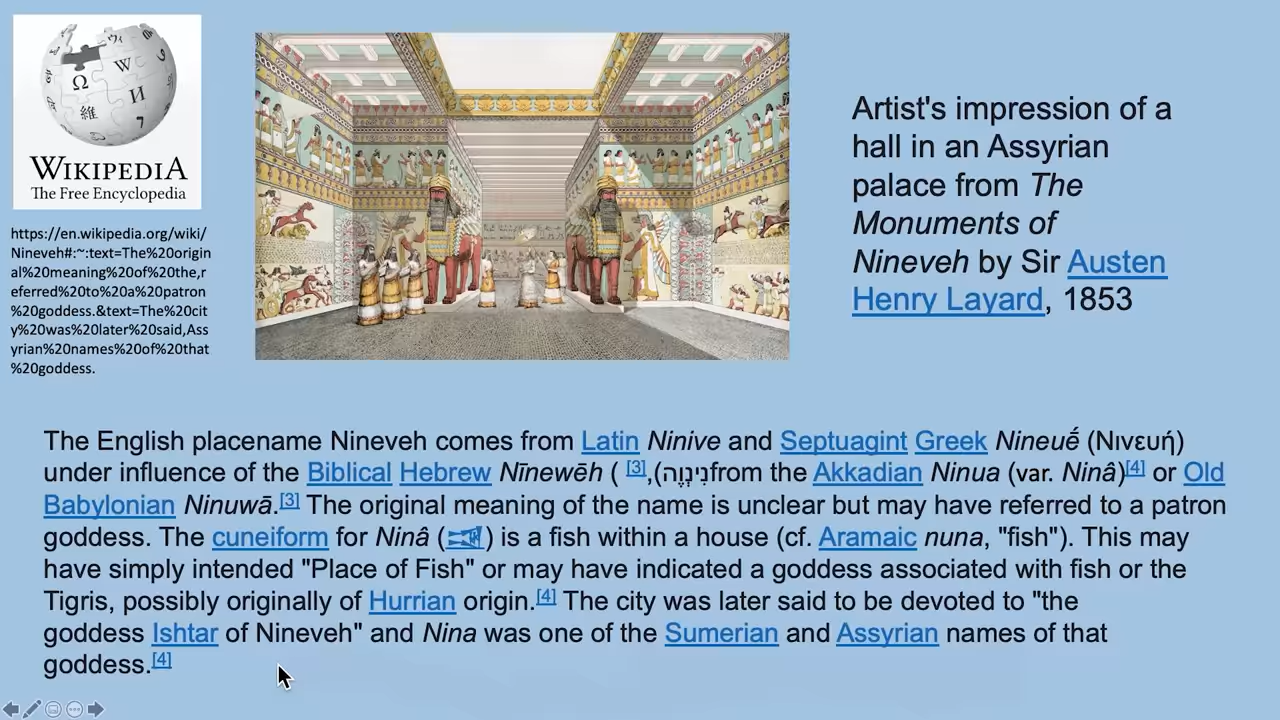 WIKIPEDIA
The Free Encyclopedia
https://en.wikipedia.org/wiki/
Nineveh#:~:text=The%20origin
al%20meaning%20of%20the,r
eferred%20to%20a%20patron
%20goddess.&text=The%20cit
y%20was%20later%20said,Ass
yrian%20names%20of%20that
%20goddess.
Artist's impression of a
hall in an Assyrian
palace from The
Monuments of
Nineveh by Sir Austen
Henry Layard, 1853
The English placename Nineveh comes from Latin Ninive and Septuagint Greek Nineuḗ (Νινευή)
under influence of the Biblical Hebrew Nīnewēh ( [3],(נִינְוֶהfrom the Akkadian Ninua (var. Ninâ)[4] or Old
Babylonian Ninuwā.[3] The original meaning of the name is unclear but may have referred to a patron
goddess. The cuneiform for Ninâ (𒀏) is a fish within a house (cf. Aramaic nuna, "fish"). This may
have simply intended "Place of Fish" or may have indicated a goddess associated with fish or the
Tigris, possibly originally of Hurrian origin.[4] The city was later said to be devoted to "the
goddess Ishtar of Nineveh" and Nina was one of the Sumerian and Assyrian names of that
goddess.[4]